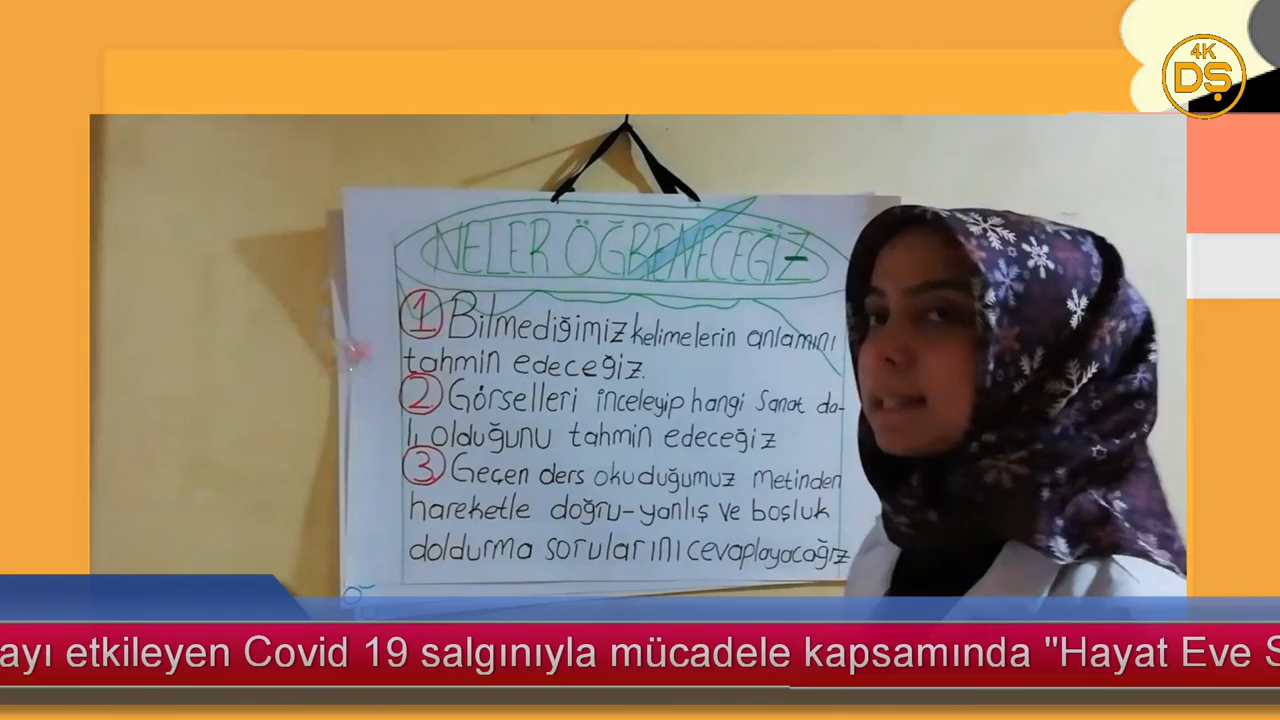 4K
DŞ
NELER ÖĞRENECEĞİZ
1 Bilmediğimiz kelimelerin anlamını
tahmin edeceğiz.
2 Görselleri inceleyip hangi sanat da-
lı olduğunu tahmin edeceğiz
3 Geçen ders okuduğumuz metinden
hareketle doğru-yanlış ve boşluk
doldurma sorularını cevaplayacağız
ayı etkileyen Covid 19 salgınıyla mücadele kapsamında "Hayat Eve S